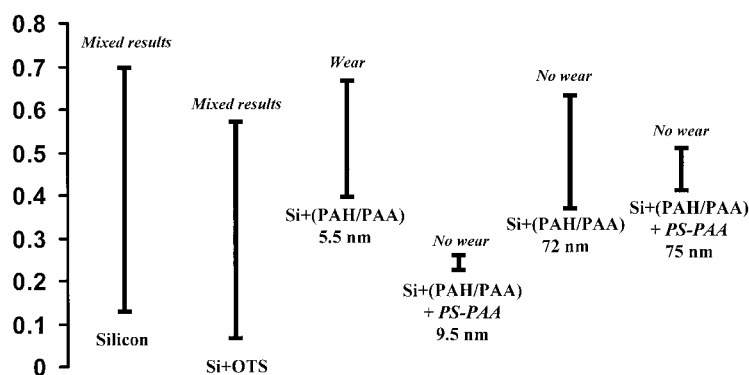 0.8
0.7
0.6
0.5
0.4
0.3
0.2
0.1
0
Mixed results
Silicon
Mixed results
Si+OTS
Wear
Si+(PAH/PAA)
5.5 nm
No wear
Si+(PAH/PAA)
+ PS-PAA
9.5 nm
No wear
Si+(PAH/PAA)
72 nm
No wear
Si+(PAH/PAA)
+ PS-PAA
75 nm